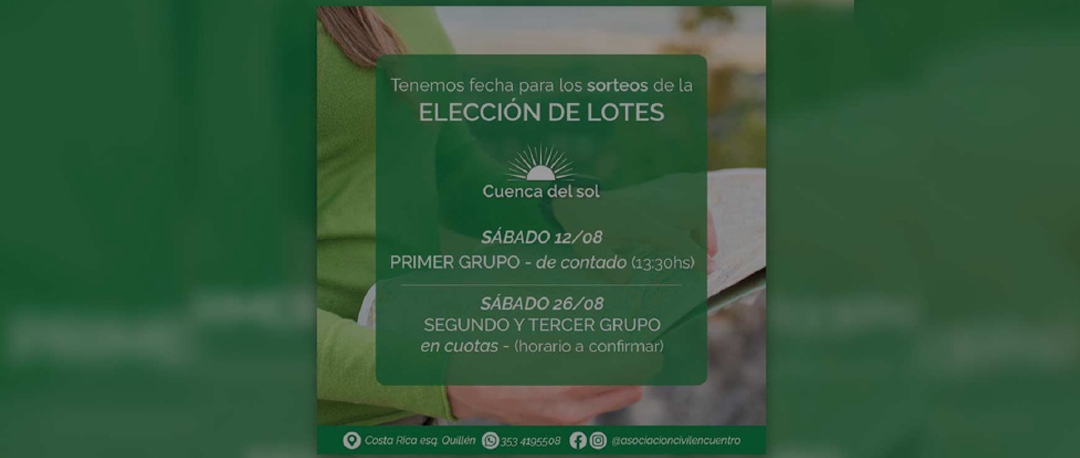 Tenemos fecha para los sorteos de la
ELECCIÓN DE LOTES
Cuenca del sol
SÁBADO 12/08
PRIMER GRUPO - de contado (13:30hs)
SÁBADO 26/08
SEGUNDO Y TERCER GRUPO
en cuotas - (horario a confirmar)
Costa Rica esq. Quillén 353 4195508 @asociacioncivilencuentro